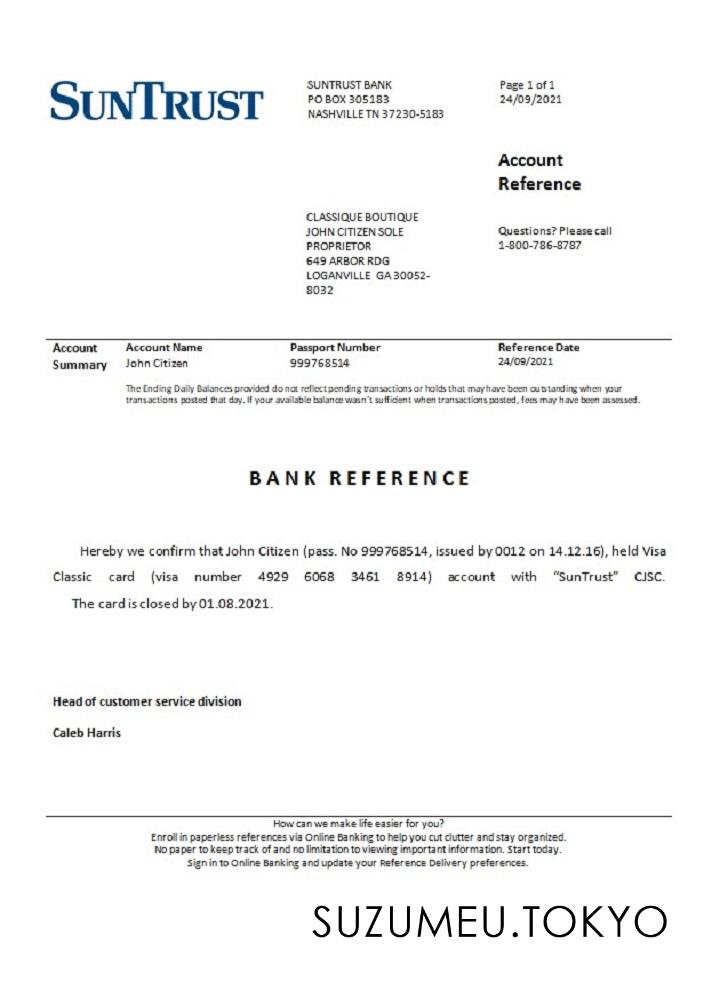 SUNTRUST
SUNTRUST BANK
PO BOX 305183
NASHVILLE TN 37230-5183
Page 1 of 1
24/09/2021
Account
Reference
CLASSIQUE BOUTIQUE
JOHN CITIZEN SOLE
PROPRIETOR
649 ARBOR RDG
LOGANVILLE GA 30052-
8032
Questions? Please call
1-800-786-8787
Account
Summary
Account Name
John Citizen
Passport Number
999768514
Reference Date
24/09/2021
The Ending Daily Balances provided do not reflect pending transactions or holds that may have been outstanding when your
transactions posted that day. If your available balance wasn't sufficient when transactions posted, fees may have been assessed.
BANK REFERENCE
Hereby we confirm that John Citizen (pass. No 999768514, issued by 0012 on 14.12.16), held Visa
Classic card (visa number 4929 6068 3461 8914) account with "SunTrust" CJSC.
The card is closed by 01.08.2021.
Head of customer service division
Caleb Harris
How can we make life easier for you?
Enroll in paperless references via Online Banking to help you cut clutter and stay organized.
No paper to keep track of and no limitation to viewing important information. Start today.
Sign in to Online Banking and update your Reference Delivery preferences.
SUZUMEU.TOKYO